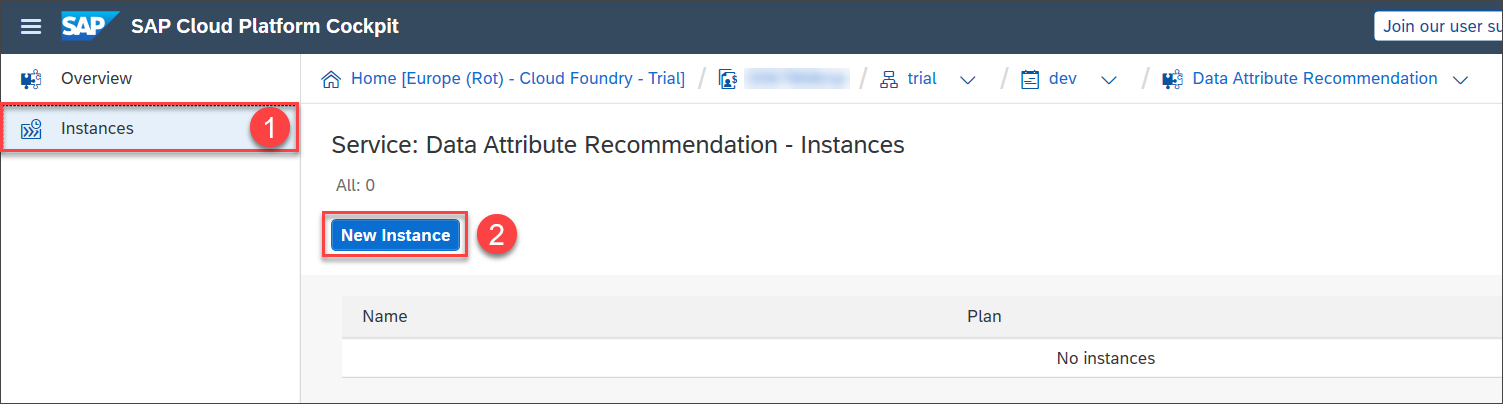 SAP SAP Cloud Platform Cockpit
Join our user su
Overview
Home [Europe (Rot) - Cloud Foundry - Trial] / / trial / dev / Data Attribute Recommendation
Instances
1
Service: Data Attribute Recommendation - Instances
All: 0
New Instance
2
Name Plan
No instances